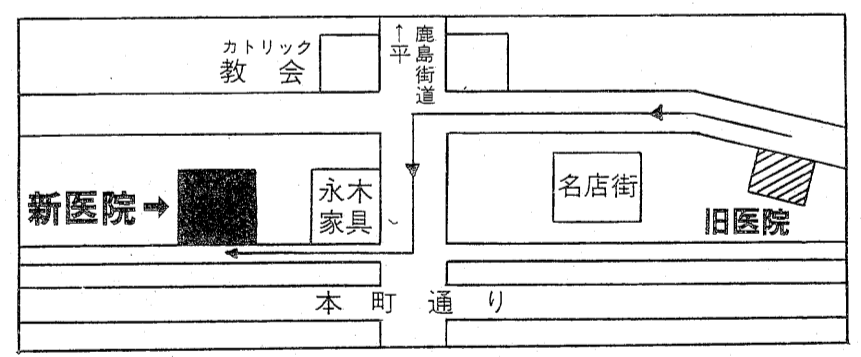 カトリック
教会
↑平
鹿島街道
新医院→
永木
家具
名店街
旧医院
本町通り